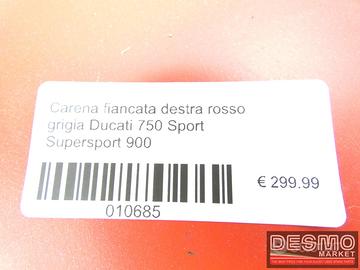 Carena fiancata destra rosso
grigia Ducati 750 Sport
Supersport 900
€ 299.99
010685
DESMO
MARKET